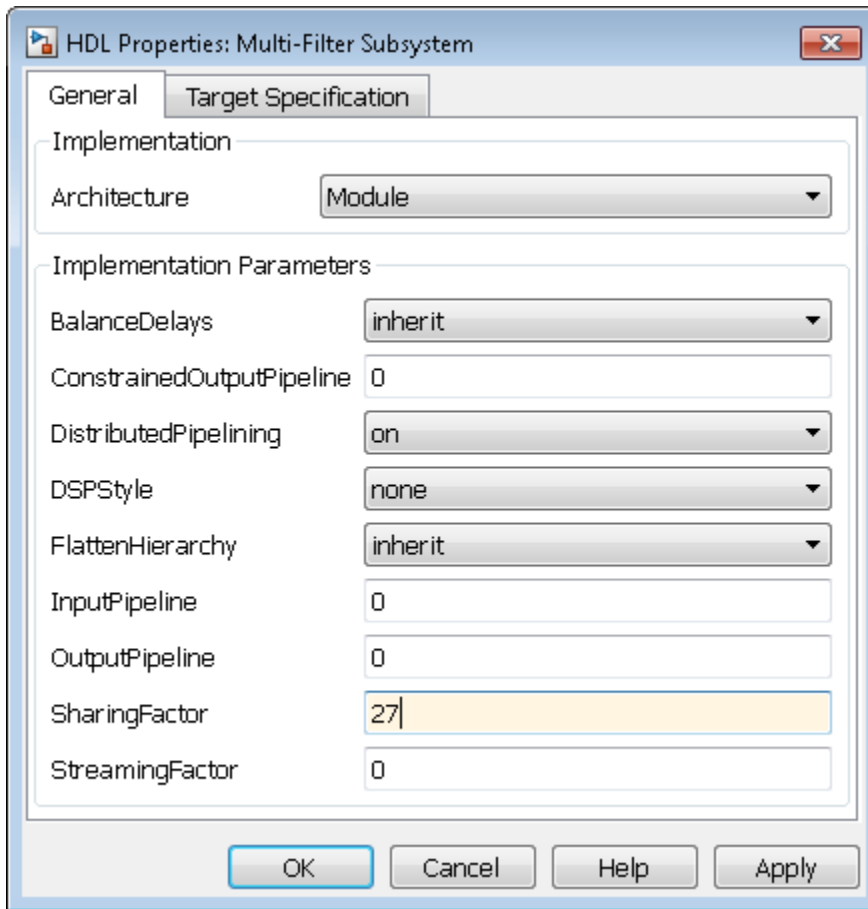 HDL Properties: Multi-Filter Subsystem
General Target Specification
Implementation
Architecture Module
Implementation Parameters
BalanceDelays inherit
ConstrainedOutputPipeline 0
DistributedPipelining on
DSPStyle none
FlattenHierarchy inherit
InputPipeline 0
OutputPipeline 0
SharingFactor 27
StreamingFactor 0
OK Cancel Help Apply